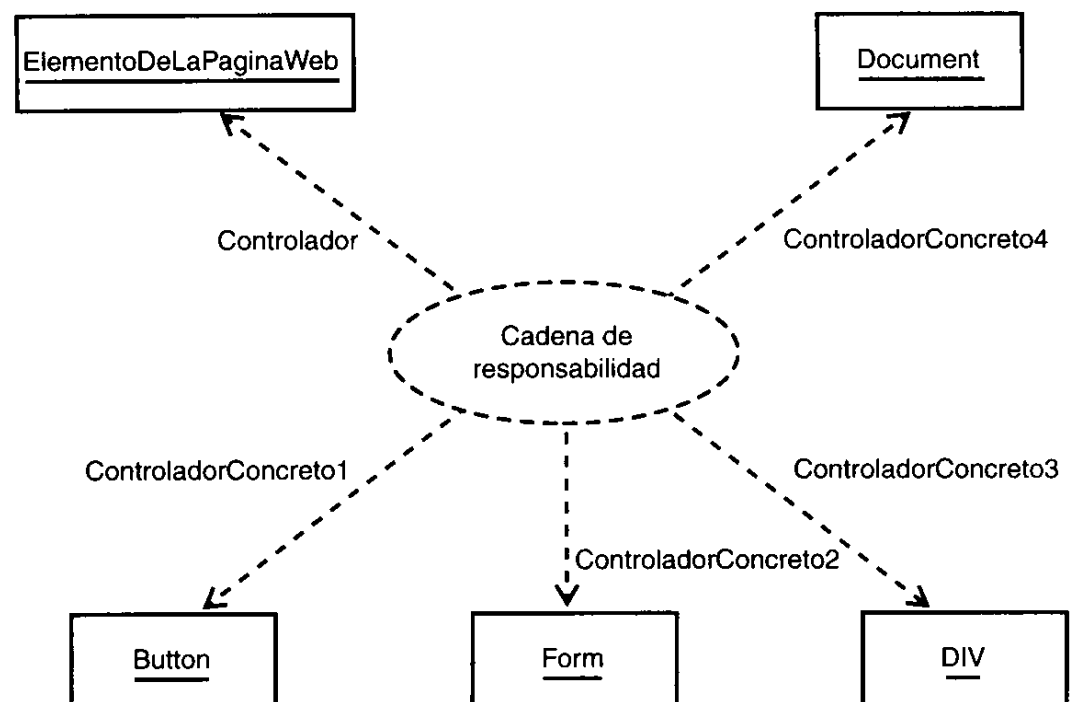 ElementoDeLaPaginaWeb
Document
Controlador
ControladorConcreto4
Cadena de
responsabilidad
ControladorConcreto1
ControladorConcreto3
ControladorConcreto2
Button
Form
DIV